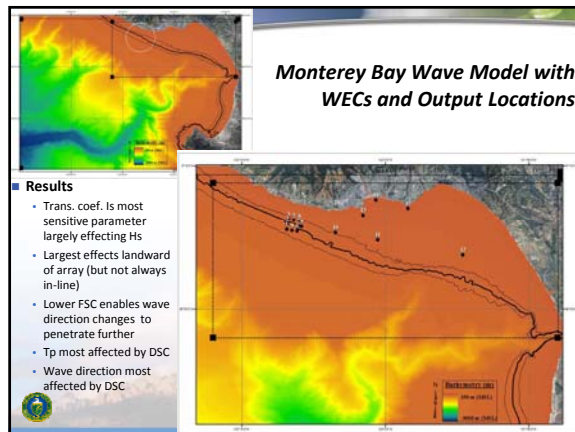 Monterey Bay Wave Model with
WECs and Output Locations
Results
• Trans. coef. Is most
sensitive parameter
largely effecting Hs
• Largest effects landward
of array (but not always
in-line)
• Lower FSC enables wave
direction changes to
penetrate further
• Tp most affected by DSC
• Wave direction most
affected by DSC
Bathymetry (m)